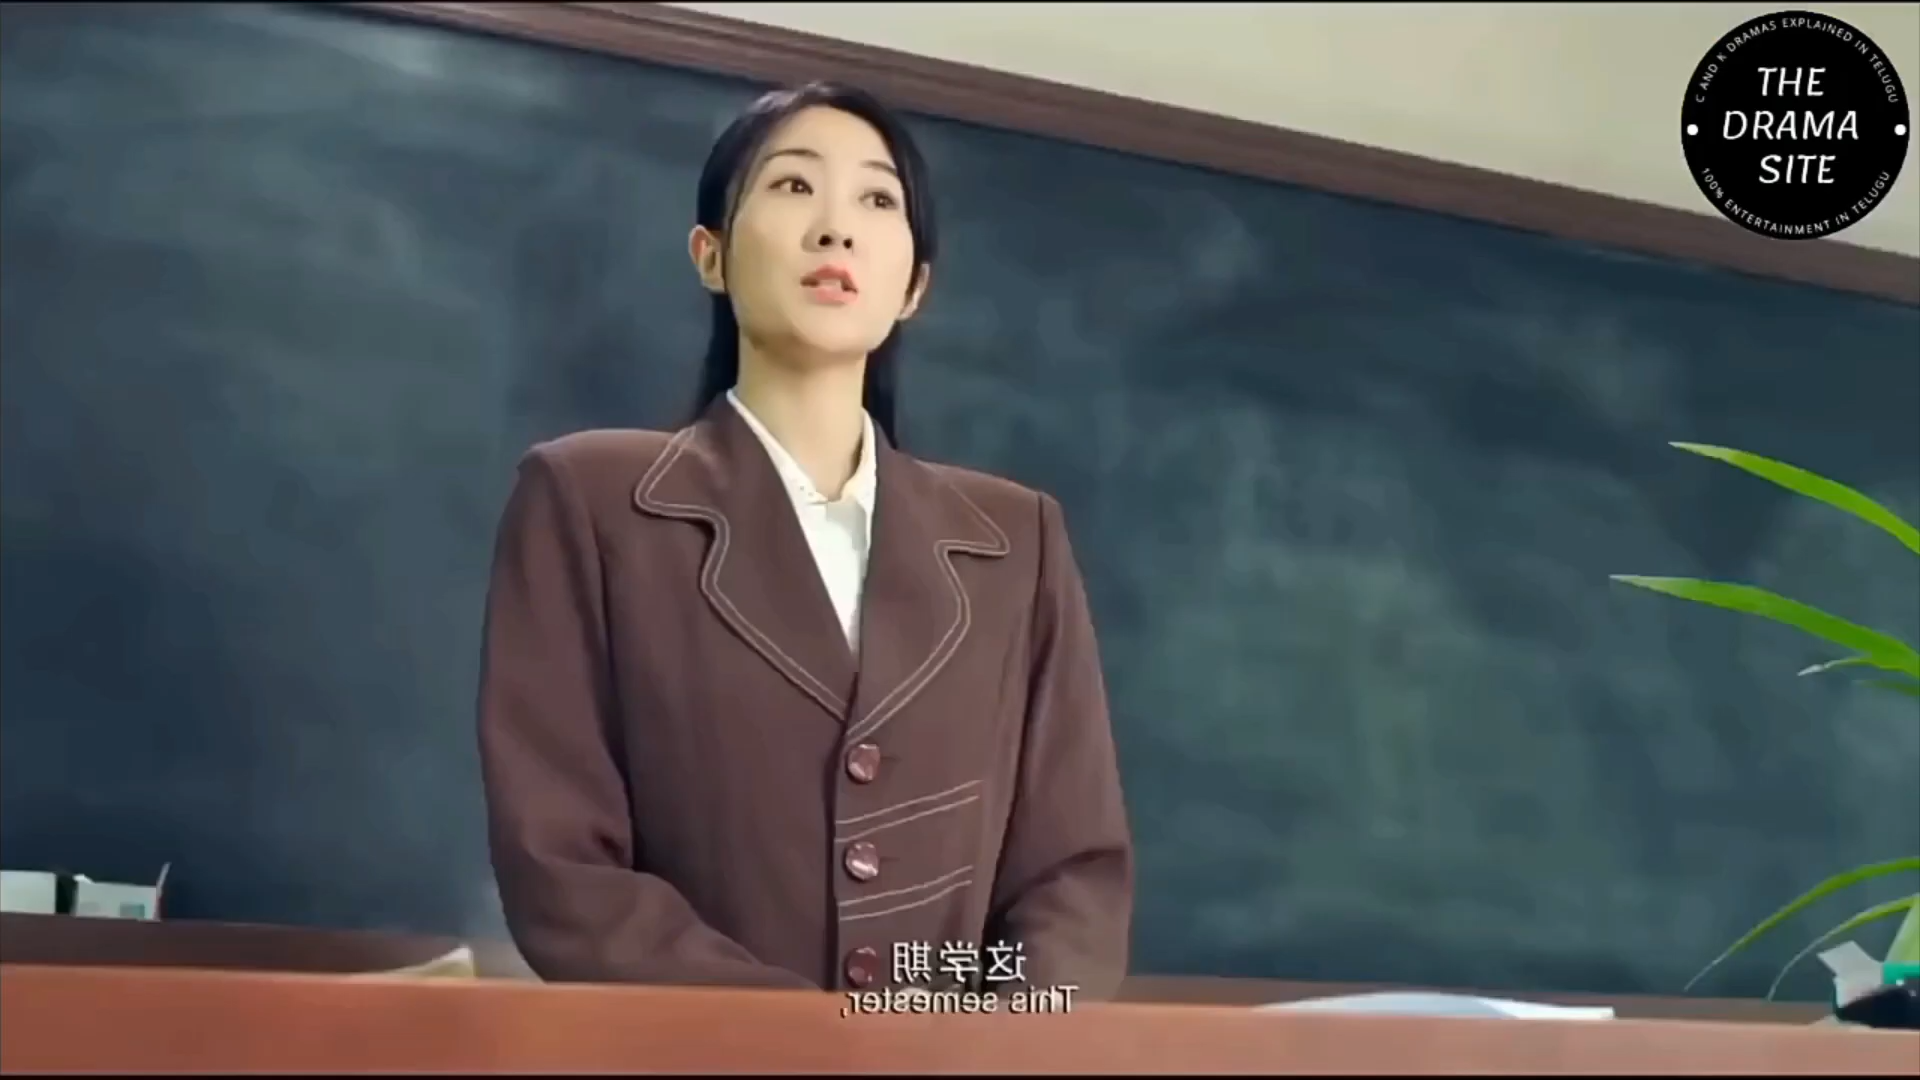 C AND K DRAMAS EXPLAINED IN TELUGU
THE
DRAMA
SITE
100% ENTERTAINMENT IN TELUGU
这学期
This semester,